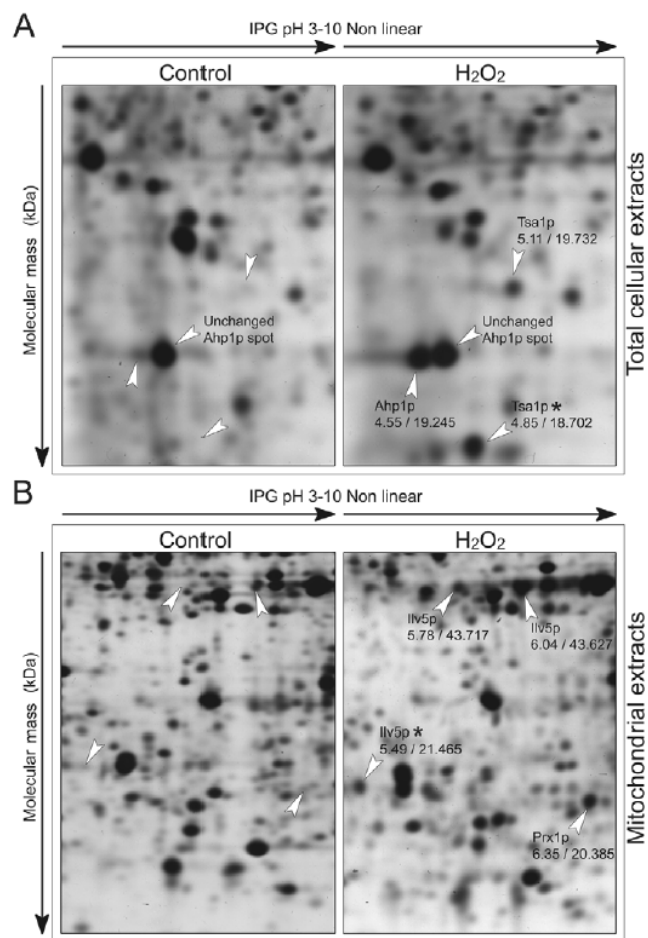 A
IPG pH 3-10 Non linear
Control
H₂O₂
Molecular mass (kDa)
Total cellular extracts
Tsa1p
5.11 / 19.732
Unchanged
Ahp1p spot
Unchanged
Ahp1p spot
Ahp1p
4.55 / 19.245
Tsa1p *
4.85 / 18.702
B
IPG pH 3-10 Non linear
Control
H₂O₂
Molecular mass (kDa)
Mitochondrial extracts
Ilv5p
5.78 / 43.717
Ilv5p
6.04 / 43.627
Ilv5p *
5.49 / 21.465
Prx1p
6.35 / 20.385